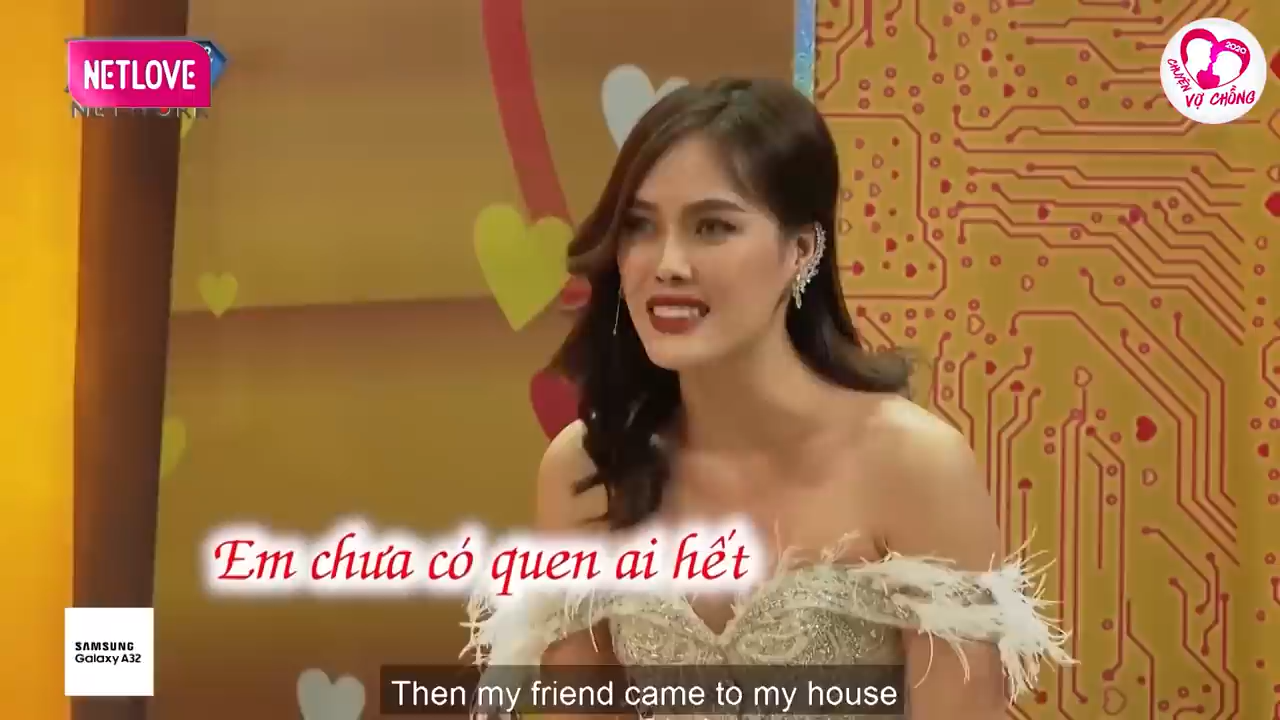 NETLOVE
NETWORK
2020
CHUYỆN
VỢ CHỒNG
Em chưa có quen ai hết
SAMSUNG
Galaxy A32
Then my friend came to my house